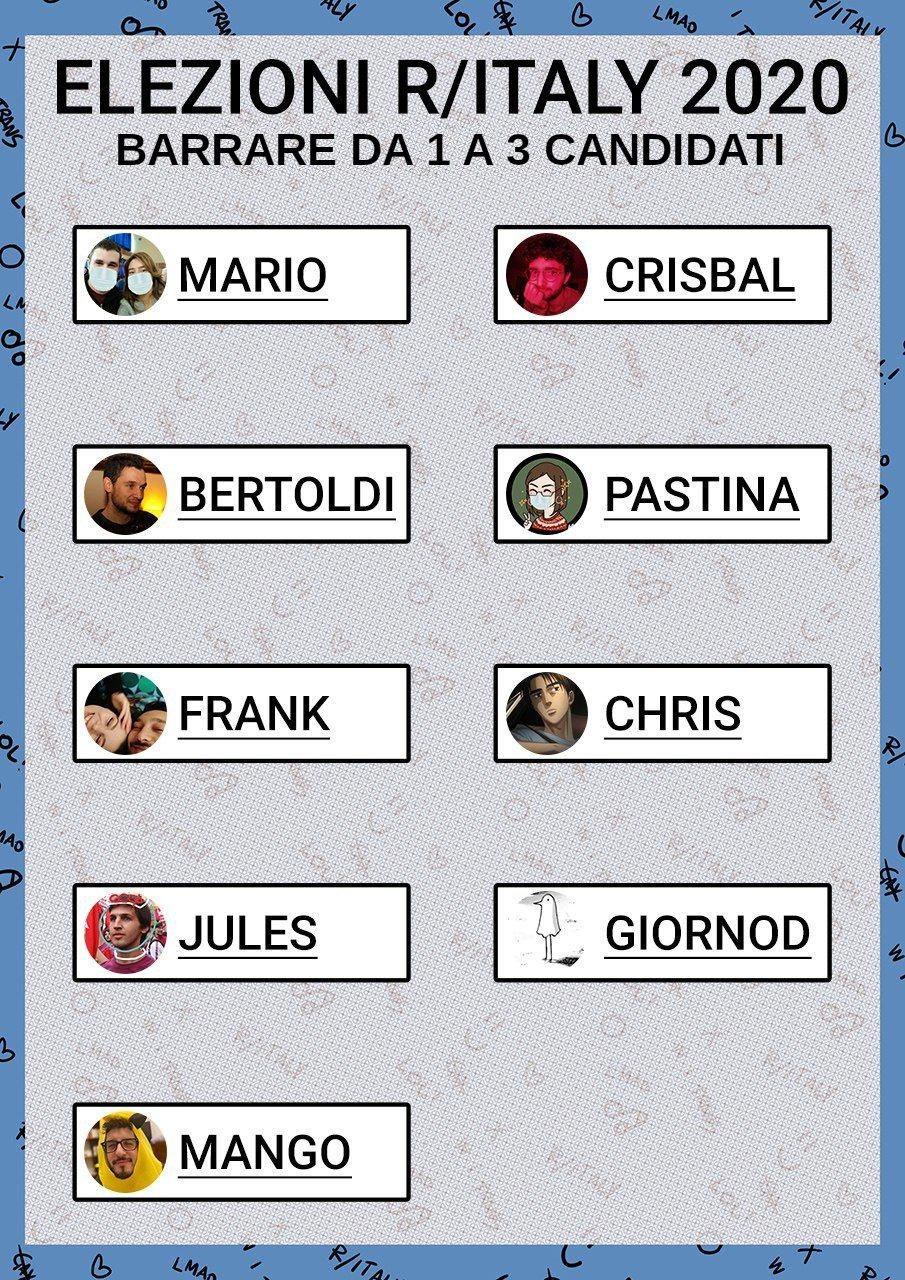 ELEZIONI R/ITALY 2020
BARRARE DA 1 A 3 CANDIDATI
MARIO
CRISBAL
BERTOLDI
PASTINA
FRANK
CHRIS
JULES
GIORNOD
MANGO